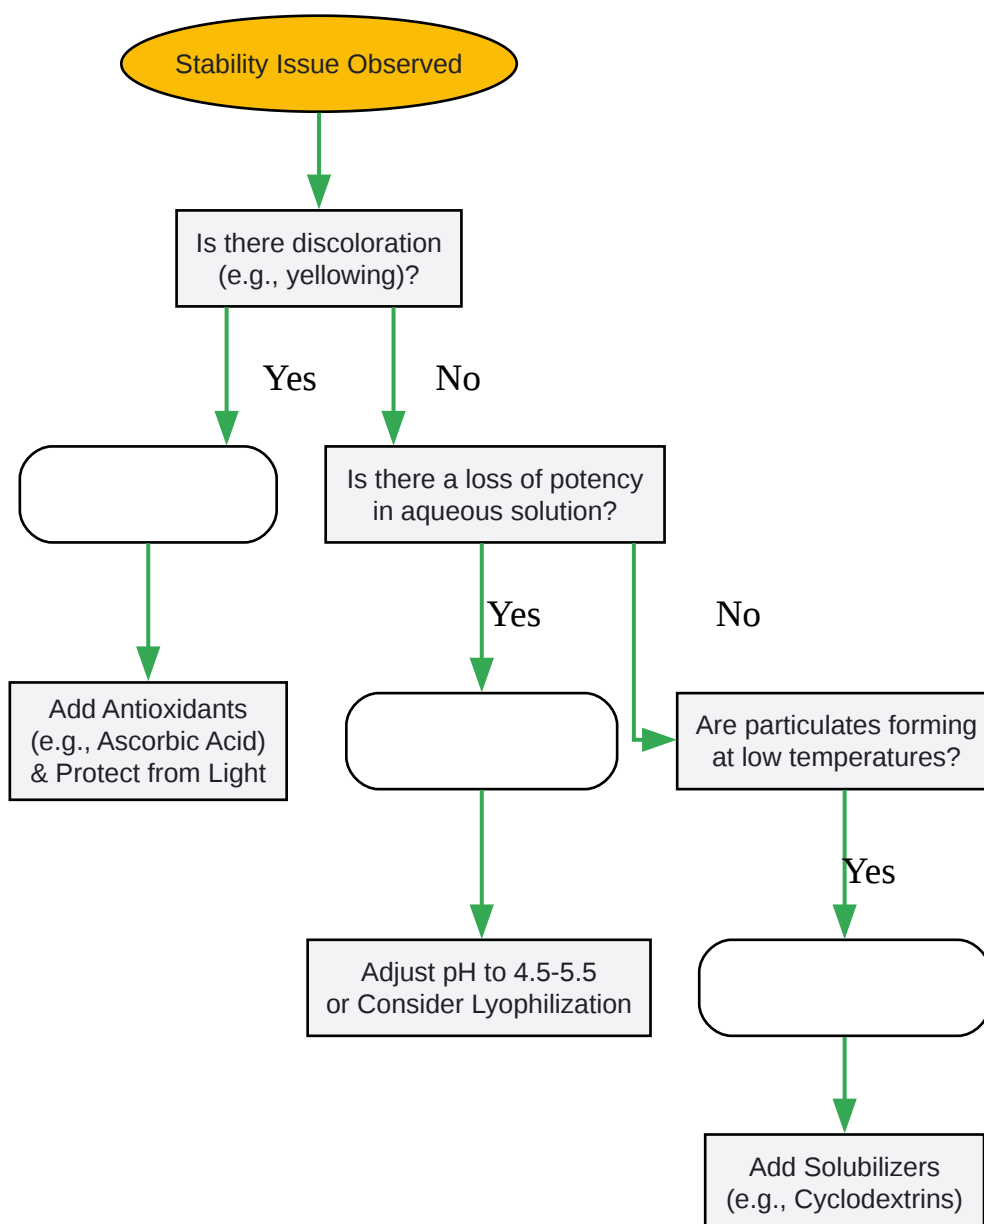 Stability Issue Observed
Is there discoloration
(e.g., yellowing)?
Yes
No
Is there a loss of potency
in aqueous solution?
Yes
No
Add Antioxidants
(e.g., Ascorbic Acid)
& Protect from Light
Are particulates forming
at low temperatures?
Yes
Adjust pH to 4.5-5.5
or Consider Lyophilization
Add Solubilizers
(e.g., Cyclodextrins)